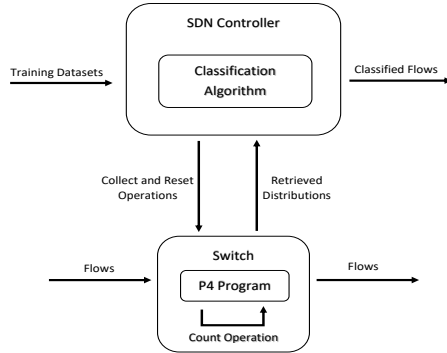 SDN Controller
Classification
Algorithm
Training Datasets
Classified Flows
Collect and Reset
Operations
Retrieved
Distributions
Switch
P4 Program
Count Operation
Flows
Flows